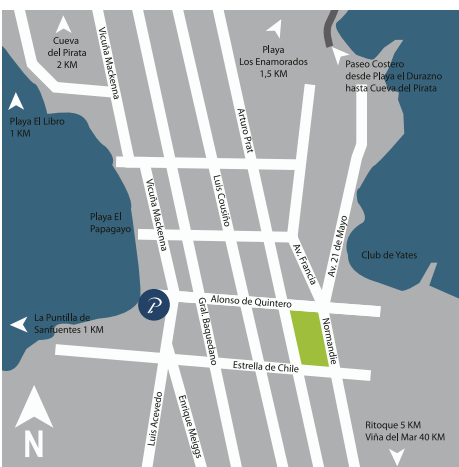 Cueva
del Pirata
2 KM
Vicuña Mackenna
Playa
Los Enamorados
1,5 KM
Paseo Costero
desde Playa el Durazno
hasta Cueva del Pirata
Playa El Libro
1 KM
Arturo Prat
Vicuña Mackenna
Luis Cousiño
Playa El
Papagayo
Av. Francia
Av. 21 de Mayo
Club de Yates
P
Alonso de Quintero
La Puntilla de
Sanfuentes 1 KM
Gral. Baquedano
Normandie
Estrella de Chile
Luis Acevedo
Enrique Meiggs
N
Ritoque 5 KM
Viña del Mar 40 KM